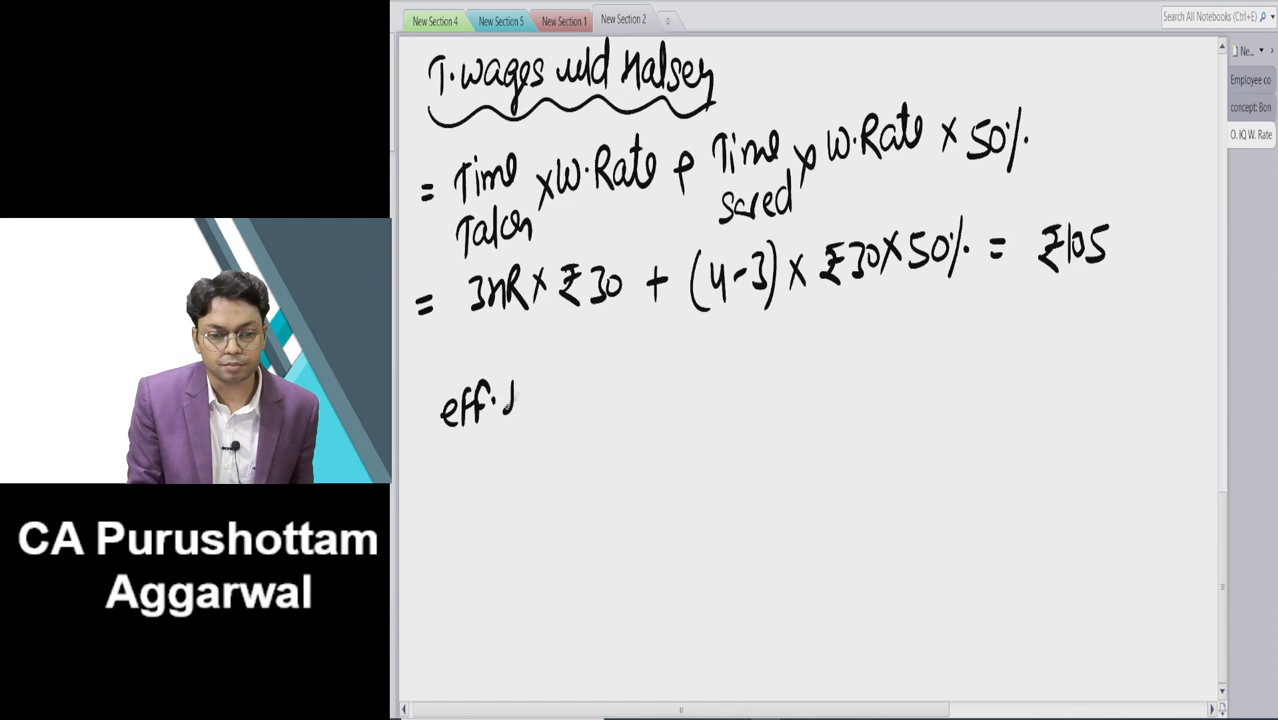 New Section 4 New Section 5 New Section 1 New Section 2
Search All Notebooks (Ctrl+E)
Ne...
Employee co
concept: Bon
O. IQ W. Rate
T.wages u/d Halsey
= Time Taken × W.Rate + Time saved × W.Rate × 50%
= 3HR × ₹30 + (4-3) × ₹30 × 50% = ₹105
eff.
CA Purushottam
Aggarwal